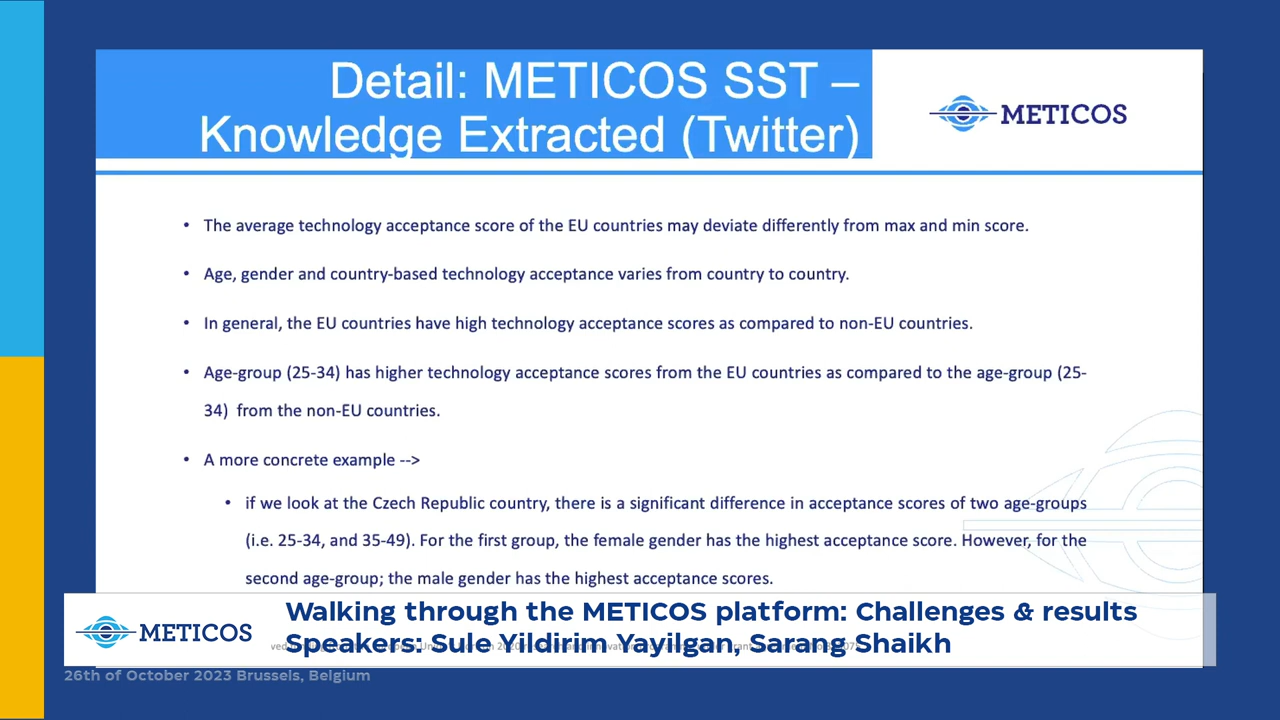 Detail: METICOS SST –
Knowledge Extracted (Twitter)
METICOS
• The average technology acceptance score of the EU countries may deviate differently from max and min score.
• Age, gender and country-based technology acceptance varies from country to country.
• In general, the EU countries have high technology acceptance scores as compared to non-EU countries.
• Age-group (25-34) has higher technology acceptance scores from the EU countries as compared to the age-group (25-
34) from the non-EU countries.
• A more concrete example -->
• if we look at the Czech Republic country, there is a significant difference in acceptance scores of two age-groups
(i.e. 25-34, and 35-49). For the first group, the female gender has the highest acceptance score. However, for the
second age-group; the male gender has the highest acceptance scores.
METICOS
Walking through the METICOS platform: Challenges & results
Speakers: Sule Yildirim Yayilgan, Sarang Shaikh
26th of October 2023 Brussels, Belgium